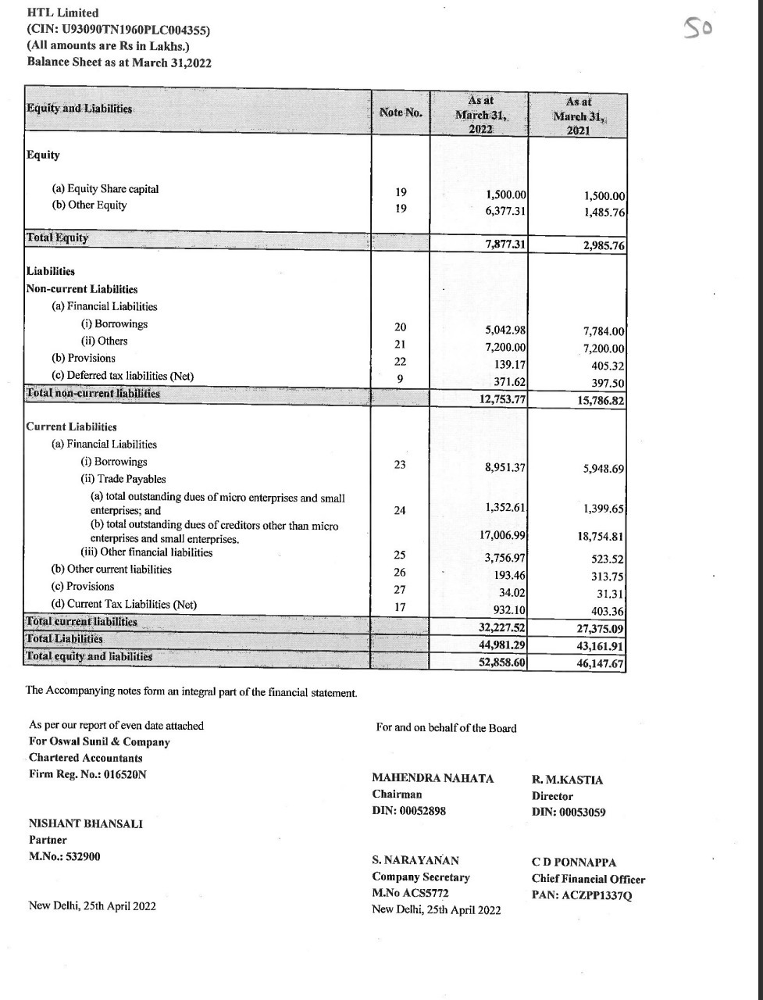 HTL Limited
(CIN: U93090TN1960PLC004355)
(All amounts are Rs in Lakhs.)
Balance Sheet as at March 31,2022
50
Equity and Liabilities Note No. As at March 31, 2022 As at March 31, 2021
Equity
(a) Equity Share capital 19 1,500.00 1,500.00
(b) Other Equity 19 6,377.31 1,485.76
Total Equity 7,877.31 2,985.76
Liabilities
Non-current Liabilities
(a) Financial Liabilities
(i) Borrowings 20 5,042.98 7,784.00
(ii) Others 21 7,200.00 7,200.00
(b) Provisions 22 139.17 405.32
(c) Deferred tax liabilities (Net) 9 371.62 397.50
Total non-current liabilities 12,753.77 15,786.82
Current Liabilities
(a) Financial Liabilities
(i) Borrowings 23 8,951.37 5,948.69
(ii) Trade Payables
(a) total outstanding dues of micro enterprises and small
enterprises; and 24 1,352.61 1,399.65
(b) total outstanding dues of creditors other than micro
enterprises and small enterprises. 17,006.99 18,754.81
(iii) Other financial liabilities 25 3,756.97 523.52
(b) Other current liabilities 26 193.46 313.75
(c) Provisions 27 34.02 31.31
(d) Current Tax Liabilities (Net) 17 932.10 403.36
Total current liabilities 32,227.52 27,375.09
Total Liabilities 44,981.29 43,161.91
Total equity and liabilities 52,858.60 46,147.67
The Accompanying notes form an integral part of the financial statement.
As per our report of even date attached
For Oswal Sunil & Company
Chartered Accountants
Firm Reg. No.: 016520N
NISHANT BHANSALI
Partner
M.No.: 532900
New Delhi, 25th April 2022
For and on behalf of the Board
MAHENDRA NAHATA R. M.KASTIA
Chairman Director
DIN: 00052898 DIN: 00053059
S. NARAYANAN C D PONNAPPA
Company Secretary Chief Financial Officer
M.No ACS5772 PAN: ACZPP1337Q
New Delhi, 25th April 2022